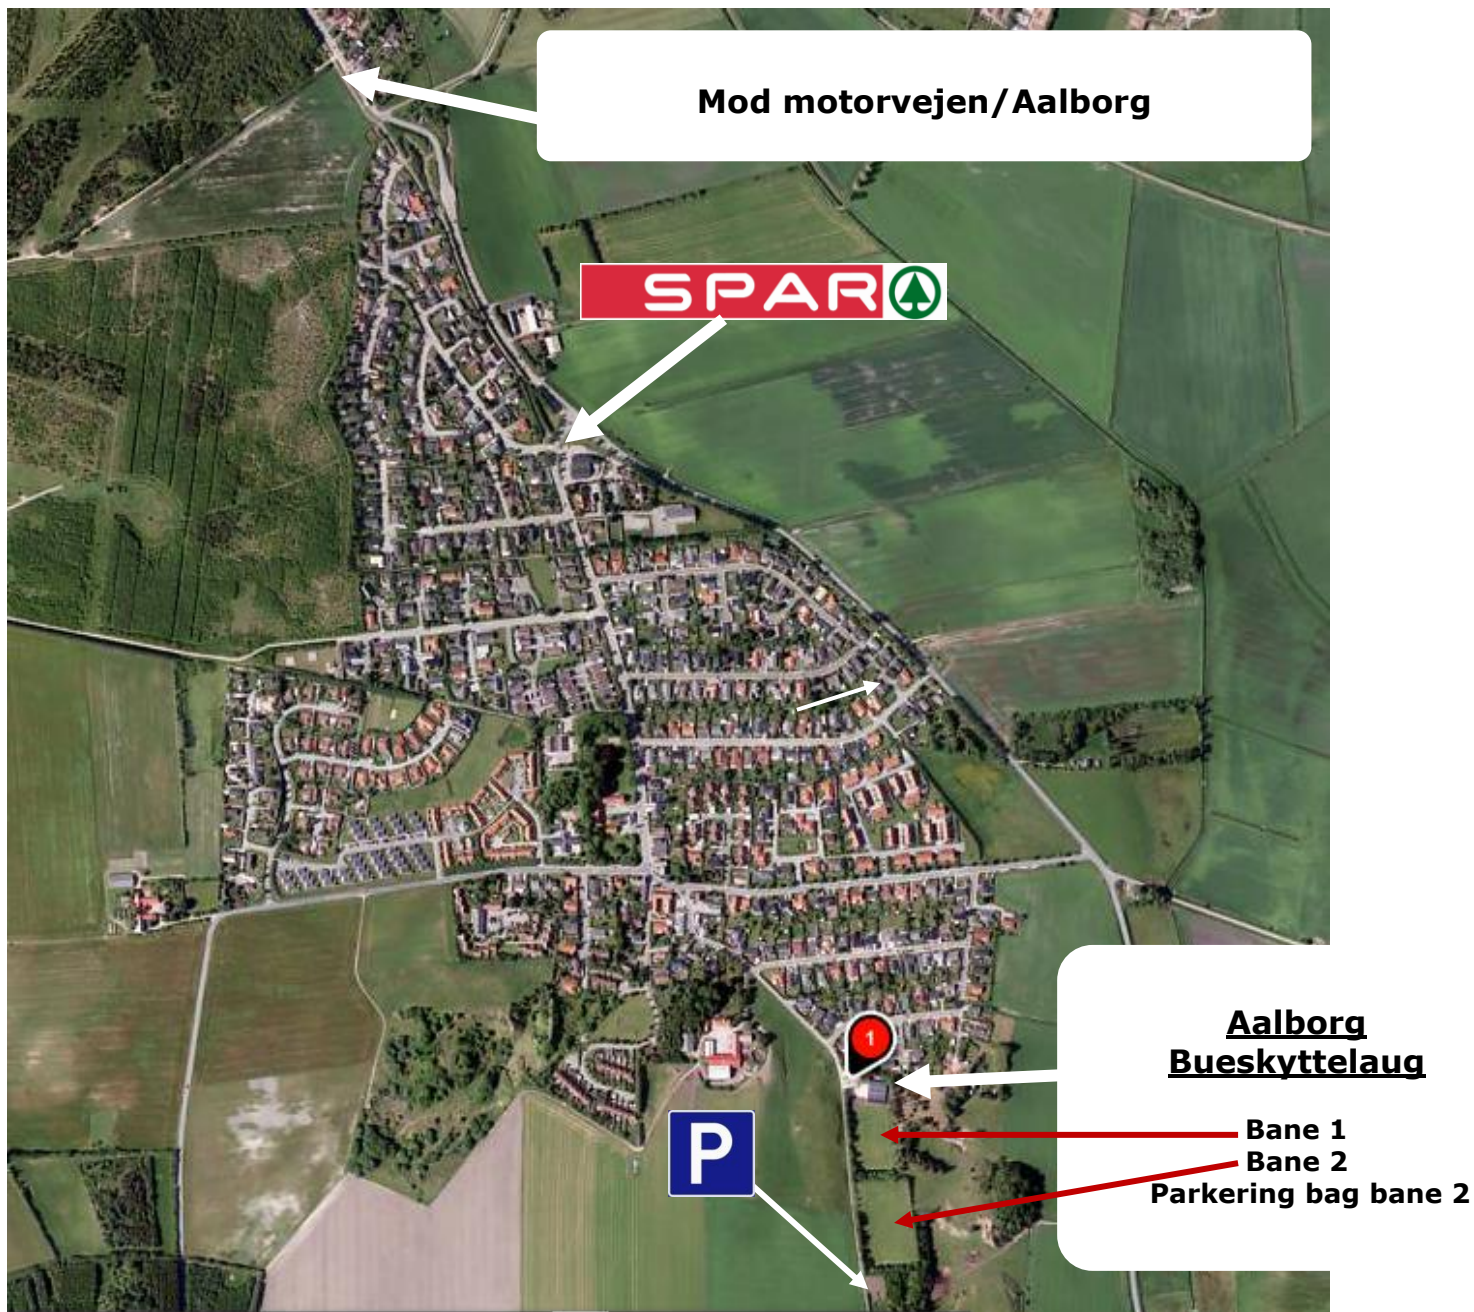 Mod motorvejen/Aalborg
SPAR
1
Aalborg
Bueskyttelaug
Bane 1
Bane 2
Parkering bag bane 2
P